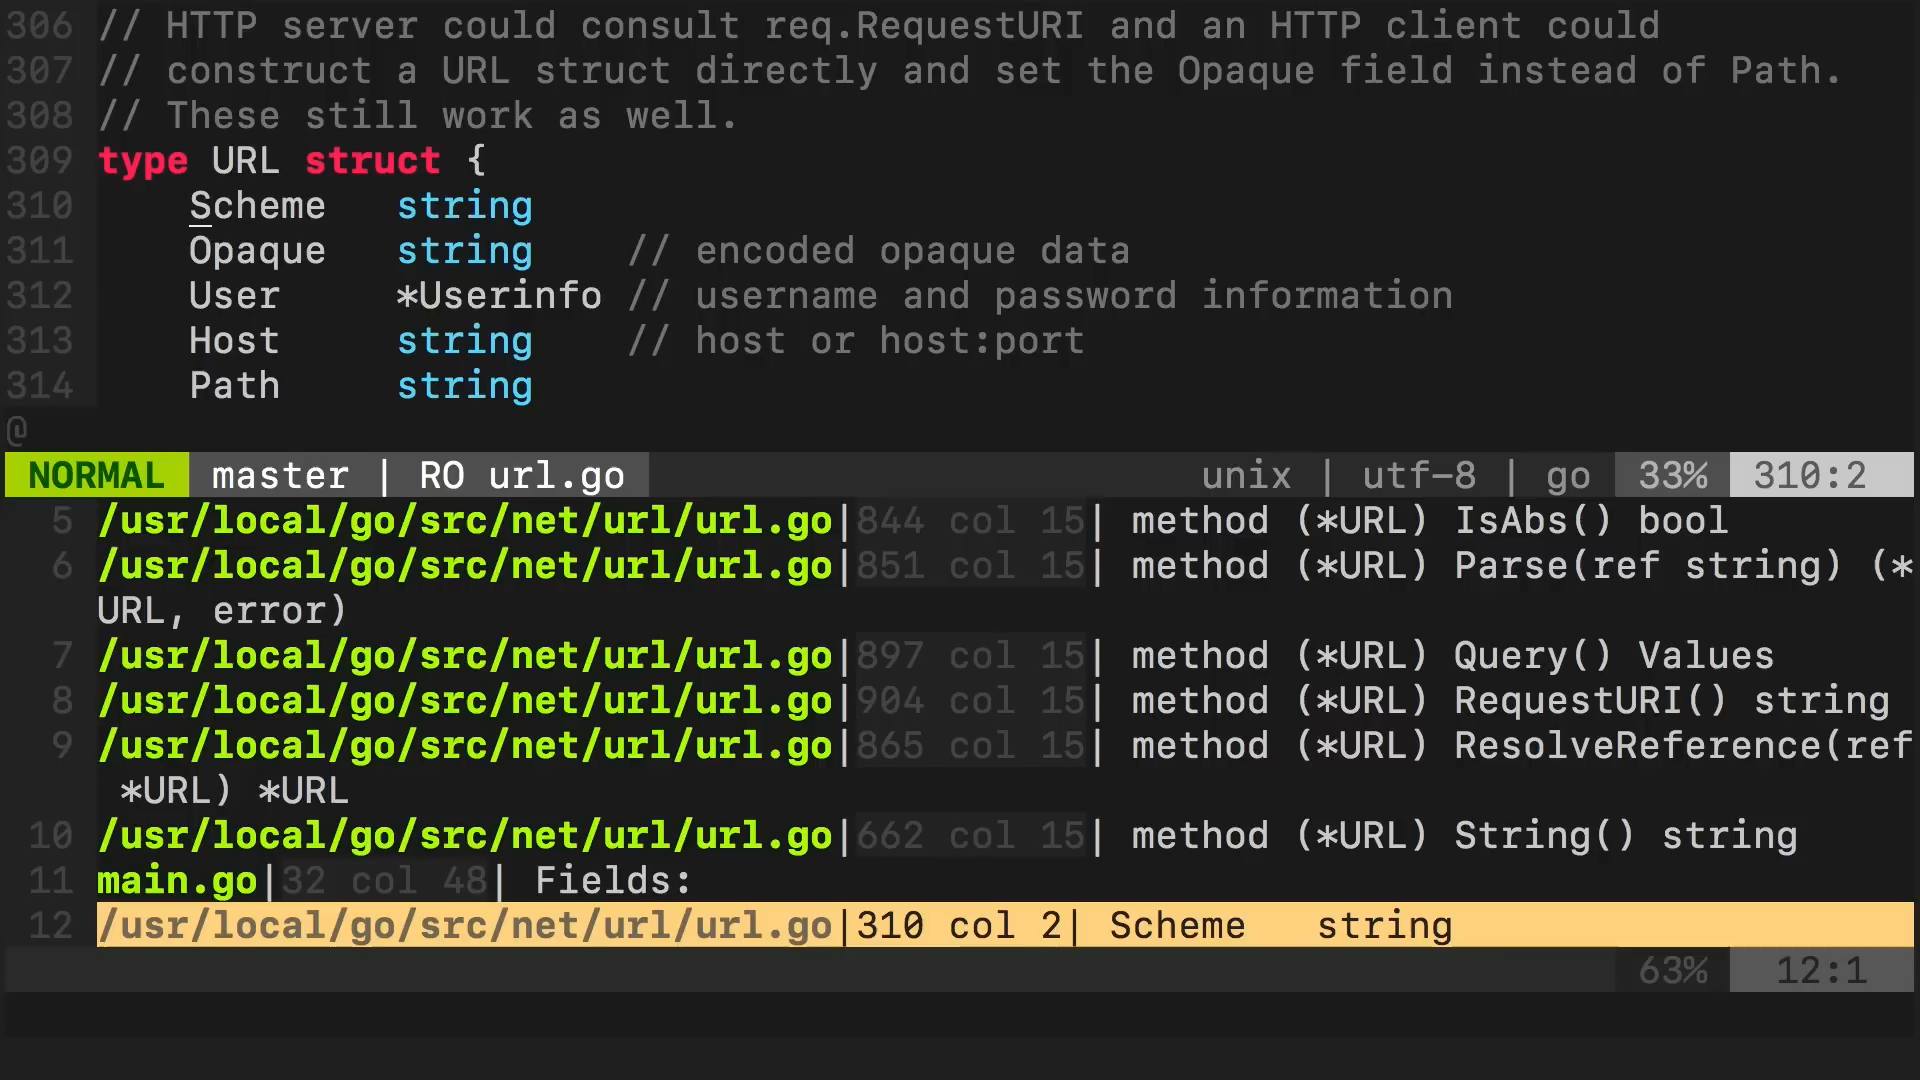 306 // HTTP server could consult req.RequestURI and an HTTP client could
307 // construct a URL struct directly and set the Opaque field instead of Path.
308 // These still work as well.
309 type URL struct {
310     Scheme   string
311     Opaque   string    // encoded opaque data
312     User     *Userinfo // username and password information
313     Host     string    // host or host:port
314     Path     string
@
NORMAL master | RO url.go unix | utf-8 | go 33% 310:2
5 /usr/local/go/src/net/url/url.go|844 col 15| method (*URL) IsAbs() bool
6 /usr/local/go/src/net/url/url.go|851 col 15| method (*URL) Parse(ref string) (*
URL, error)
7 /usr/local/go/src/net/url/url.go|897 col 15| method (*URL) Query() Values
8 /usr/local/go/src/net/url/url.go|904 col 15| method (*URL) RequestURI() string
9 /usr/local/go/src/net/url/url.go|865 col 15| method (*URL) ResolveReference(ref
*URL) *URL
10 /usr/local/go/src/net/url/url.go|662 col 15| method (*URL) String() string
11 main.go|32 col 48| Fields:
12 /usr/local/go/src/net/url/url.go|310 col 2| Scheme   string
63% 12:1